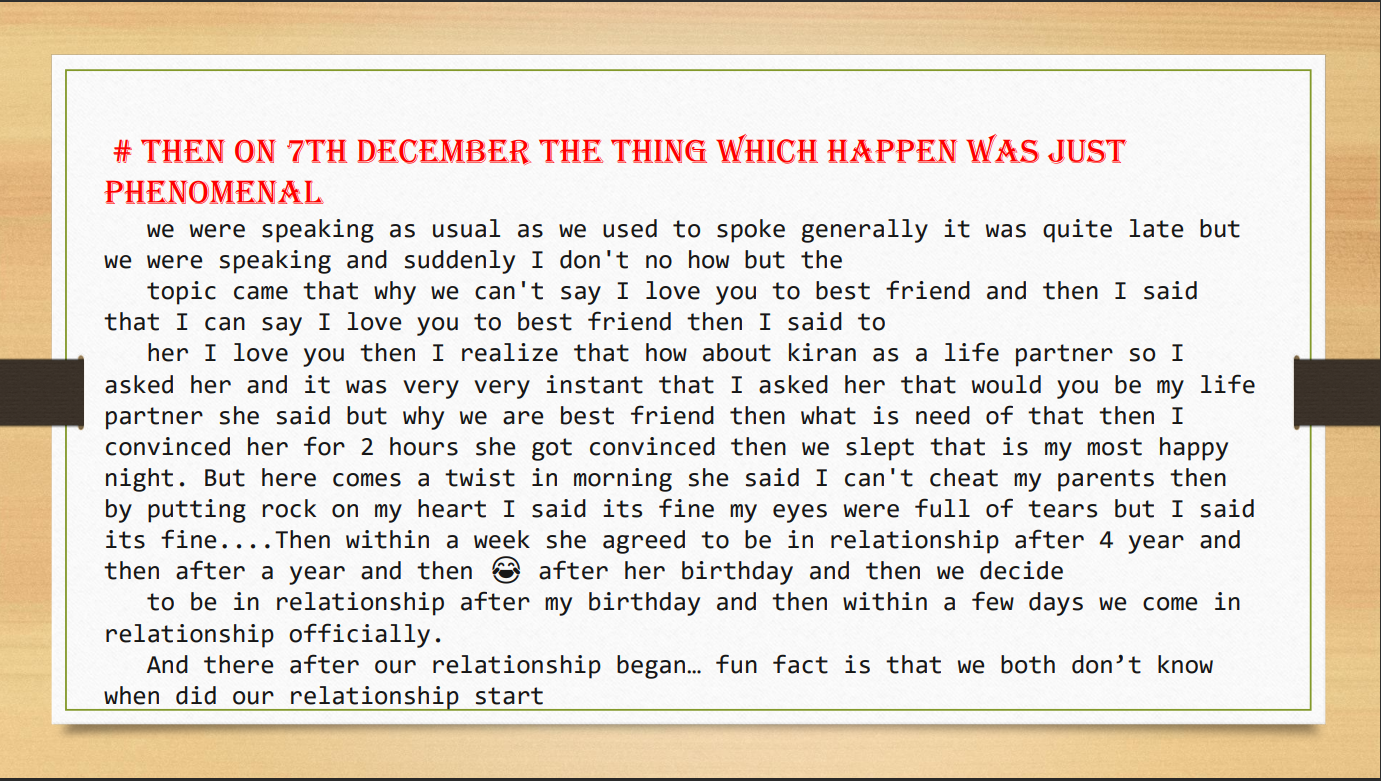 # THEN ON 7TH DECEMBER THE THING WHICH HAPPEN WAS JUST
PHENOMENAL
we were speaking as usual as we used to spoke generally it was quite late but
we were speaking and suddenly I don't no how but the
topic came that why we can't say I love you to best friend and then I said
that I can say I love you to best friend then I said to
her I love you then I realize that how about kiran as a life partner so I
asked her and it was very very instant that I asked her that would you be my life
partner she said but why we are best friend then what is need of that then I
convinced her for 2 hours she got convinced then we slept that is my most happy
night. But here comes a twist in morning she said I can't cheat my parents then
by putting rock on my heart I said its fine my eyes were full of tears but I said
its fine....Then within a week she agreed to be in relationship after 4 year and
then after a year and then 😂 after her birthday and then we decide
to be in relationship after my birthday and then within a few days we come in
relationship officially.
And there after our relationship began… fun fact is that we both don’t know
when did our relationship start